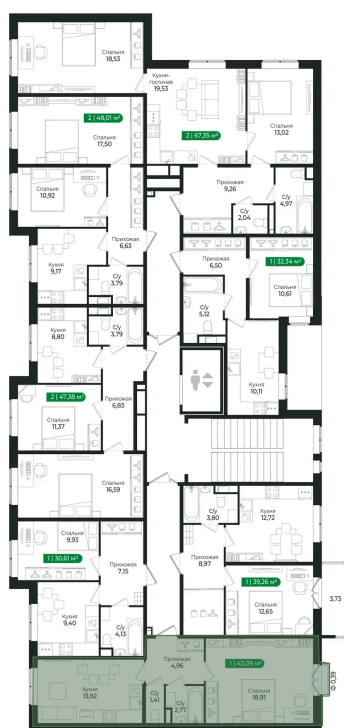 Спальня
18.53
Кухня-
гостиная
19.53
Спальня
13.02
2 | 48,01 м²
Спальня
17.50
2 | 67,35 м²
Спальня
10.92
Прихожая
9.26
С/у
2.04
С/у
4.97
Прихожая
6.63
Прихожая
6.50
1 | 32,34 м²
Спальня
10.61
Кухня
9.17
С/у
3.79
С/у
5.12
Кухня
8.80
С/у
3.79
Кухня
10.11
2 | 47,38 м²
Спальня
11.37
Прихожая
6.83
Спальня
16.59
С/у
3.80
Кухня
12.72
Спальня
9.93
1 | 30,61 м²
Прихожая
7.15
Прихожая
8.97
1 | 39,26 м²
Спальня
12.65
3,73
Кухня
9.40
С/у
4.13
Прихожая
4.96
1 | 42,09 м²
Ф 0,39
Кухня
13.92
С/у
1.41
С/у
2.77
Спальня
18.91